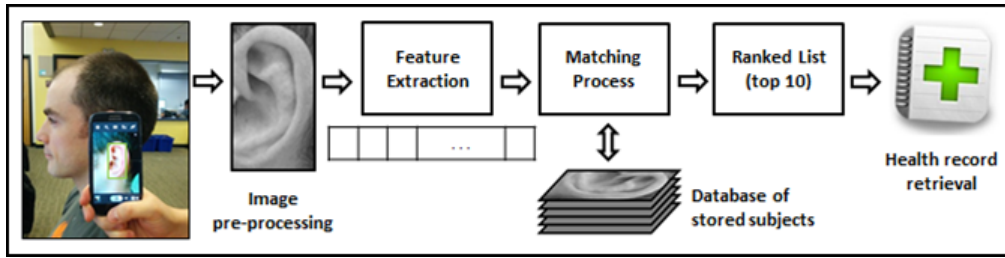 Image
pre-processing
Feature
Extraction
...
Matching
Process
Database of
stored subjects
Ranked List
(top 10)
Health record
retrieval